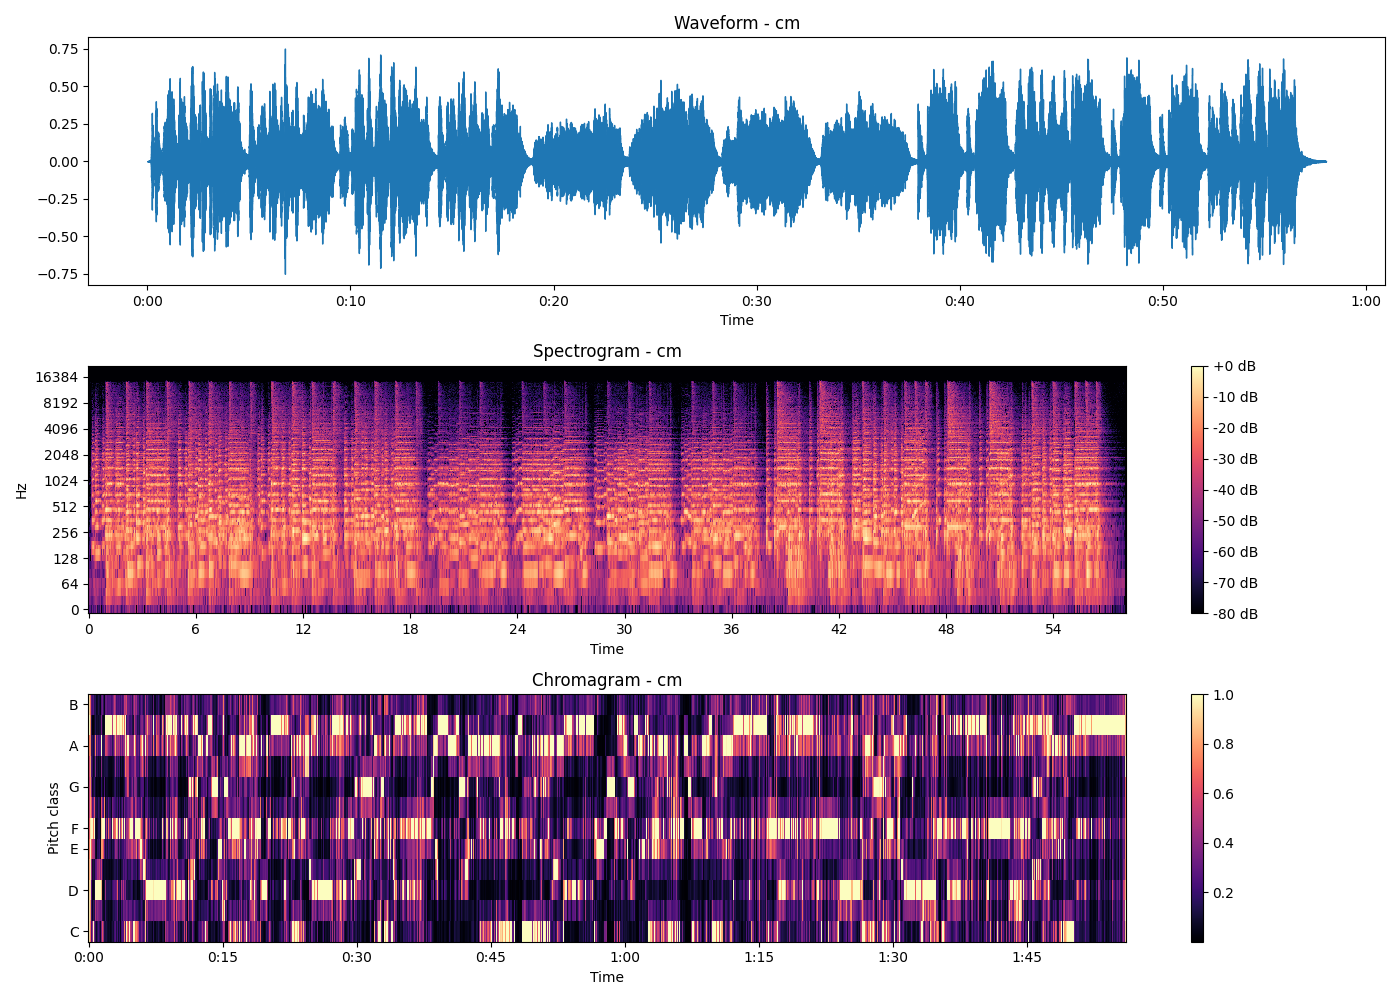 Waveform - cm
0.75
0.50
0.25
0.00
−0.25
−0.50
−0.75
0:00 0:10 0:20 0:30 0:40 0:50 1:00
Time
Spectrogram - cm
Hz
16384
8192
4096
2048
1024
512
256
128
64
0
0 6 12 18 24 30 36 42 48 54
Time
+0 dB
-10 dB
-20 dB
-30 dB
-40 dB
-50 dB
-60 dB
-70 dB
-80 dB
Chromagram - cm
Pitch class
B
A
G
F
E
D
C
0:00 0:15 0:30 0:45 1:00 1:15 1:30 1:45
Time
1.0
0.8
0.6
0.4
0.2